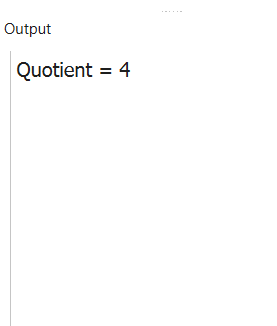 Output
Quotient = 4